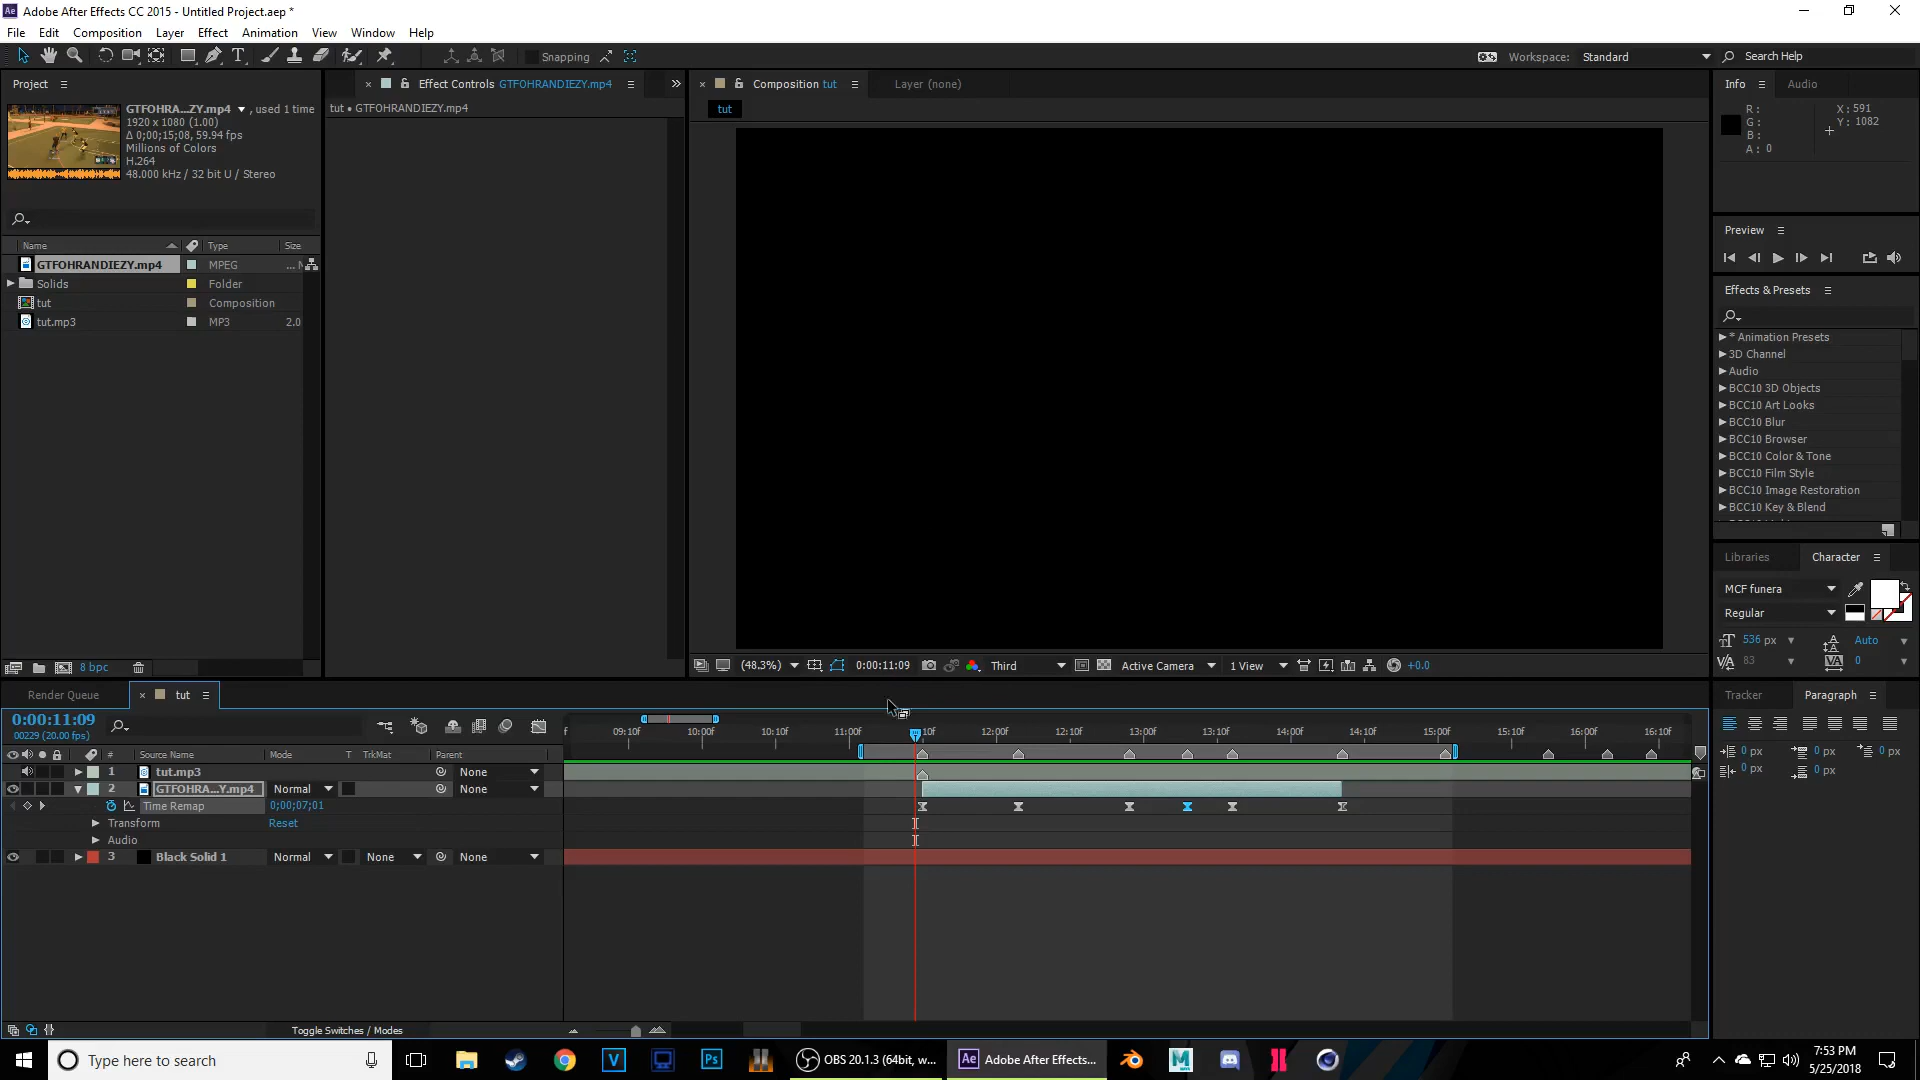 Ae Adobe After Effects CC 2015 - Untitled Project.aep *
File Edit Composition Layer Effect Animation View Window Help
Snapping
Workspace: Standard
Search Help
Project
GTFOHRA...ZY.mp4 , used 1 time
1920 x 1080 (1.00)
Δ 0;00;15;08, 59.94 fps
Millions of Colors
H.264
48.000 kHz / 32 bit U / Stereo
Name Type Size
GTFOHRANDIEZY.mp4 MPEG
Solids Folder
tut Composition
tut.mp3 MP3 2.0
8 bpc
Effect Controls GTFOHRANDIEZY.mp4
tut • GTFOHRANDIEZY.mp4
Composition tut
Layer (none)
tut
(48.3%) 0:00:11:09 Third Active Camera 1 View +0.0
Info Audio
R: X: 591
G: Y: 1082
B:
A: 0
Preview
Effects & Presets
* Animation Presets
3D Channel
Audio
BCC10 3D Objects
BCC10 Art Looks
BCC10 Blur
BCC10 Browser
BCC10 Color & Tone
BCC10 Film Style
BCC10 Image Restoration
BCC10 Key & Blend
Libraries Character
MCF funera
Regular
536 px Auto
83 0
Tracker Paragraph
0 px 0 px 0 px
0 px 0 px
Render Queue tut
0:00:11:09
00229 (20.00 fps)
f 09:10f 10:00f 10:10f 11:00f 10f 12:00f 12:10f 13:00f 13:10f 14:00f 14:10f 15:00f 15:10f 16:00f 16:10f
# Source Name Mode T TrkMat Parent
1 tut.mp3 None
2 GTFOHRA...Y.mp4 Normal None
Time Remap 0;00;07;01
Transform Reset
Audio
3 Black Solid 1 Normal None None
Toggle Switches / Modes
Type here to search
V
Ps
OBS 20.1.3 (64bit, w...
Ae Adobe After Effects...
M
7:53 PM
5/25/2018